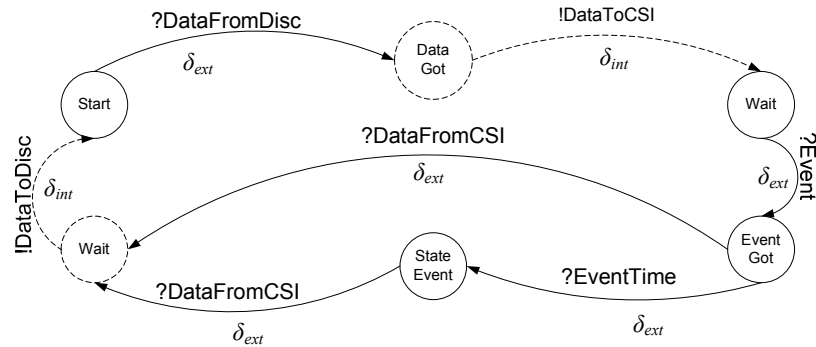 ?DataFromDisc
δext
!DataToCSI
δint
Data
Got
Start
Wait
?Event
δext
?DataFromCSI
δext
!DataToDisc
δint
Wait
State
Event
Event
Got
?EventTime
δext
?DataFromCSI
δext